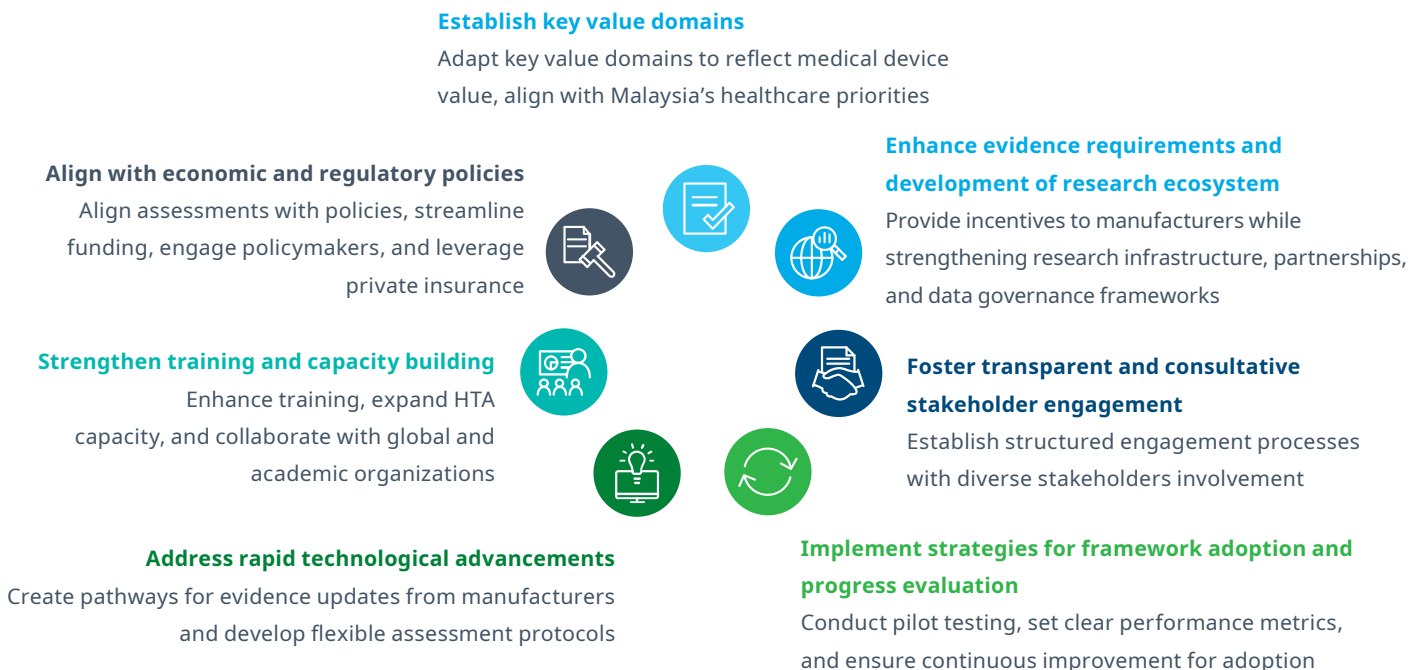 Establish key value domains
Adapt key value domains to reflect medical device
value, align with Malaysia’s healthcare priorities
Enhance evidence requirements and
development of research ecosystem
Provide incentives to manufacturers while
strengthening research infrastructure, partnerships,
and data governance frameworks
Foster transparent and consultative
stakeholder engagement
Establish structured engagement processes
with diverse stakeholders involvement
Implement strategies for framework adoption and
progress evaluation
Conduct pilot testing, set clear performance metrics,
and ensure continuous improvement for adoption
Address rapid technological advancements
Create pathways for evidence updates from manufacturers
and develop flexible assessment protocols
Strengthen training and capacity building
Enhance training, expand HTA
capacity, and collaborate with global and
academic organizations
Align with economic and regulatory policies
Align assessments with policies, streamline
funding, engage policymakers, and leverage
private insurance